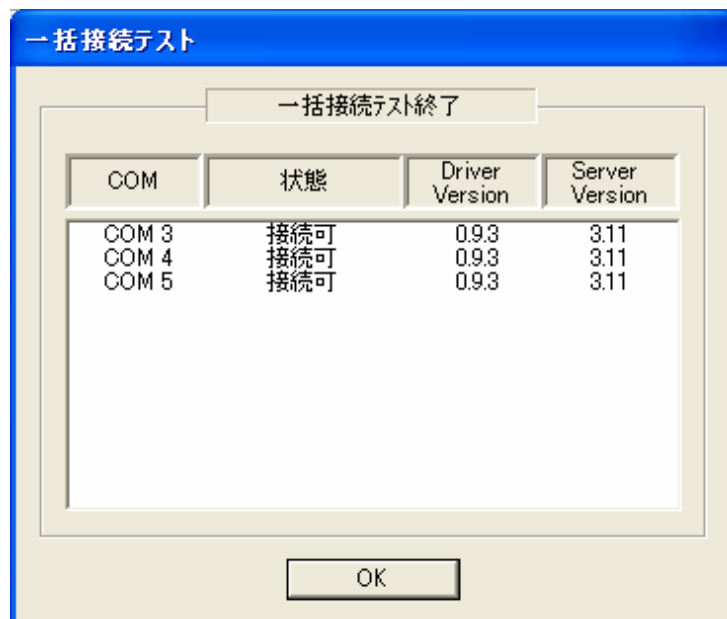 一括接続テスト
一括接続テスト終了
COM 状態 Driver Version Server Version
COM 3 接続可 0.9.3 3.11
COM 4 接続可 0.9.3 3.11
COM 5 接続可 0.9.3 3.11
OK